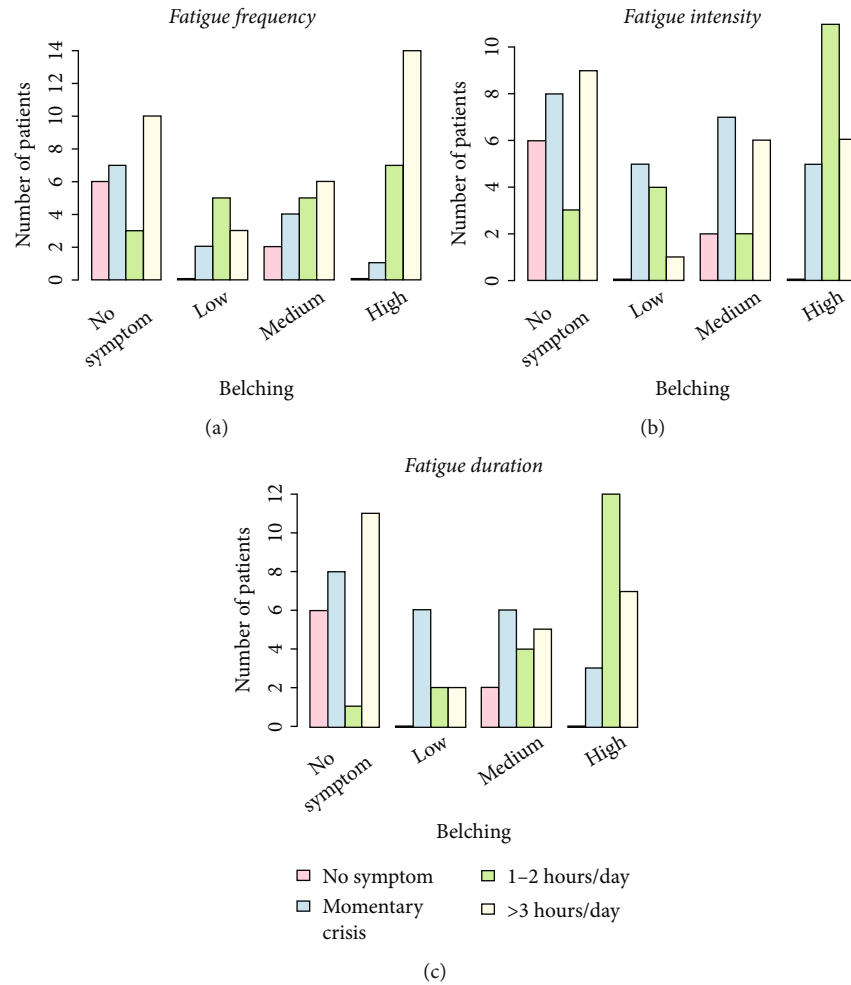 Fatigue frequency
Number of patients
14
12
10
8
6
4
2
0
No
symptom
Low
Medium
High
Belching
(a)
Fatigue intensity
Number of patients
10
8
6
4
2
0
No
symptom
Low
Medium
High
Belching
(b)
Fatigue duration
Number of patients
12
10
8
6
4
2
0
No
symptom
Low
Medium
High
Belching
No symptom
Momentary
crisis
1–2 hours/day
>3 hours/day
(c)